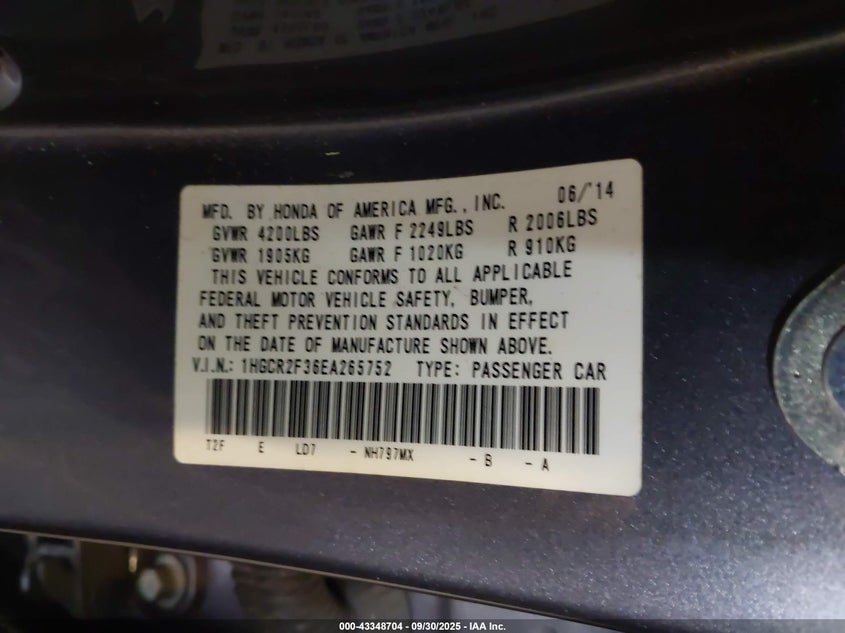 MFD. BY HONDA OF AMERICA MFG., INC. 06/'14
GVWR 4200LBS GAWR F 2249LBS R 2006LBS
GVWR 1905KG GAWR F 1020KG R 910KG
THIS VEHICLE CONFORMS TO ALL APPLICABLE
FEDERAL MOTOR VEHICLE SAFETY, BUMPER,
AND THEFT PREVENTION STANDARDS IN EFFECT
ON THE DATE OF MANUFACTURE SHOWN ABOVE.
V.I.N.: 1HGCR2F36EA265752 TYPE: PASSENGER CAR
T2F E LD7 - NH797MX - B - A
000-43348704 - 09/30/2025 - IAA Inc.